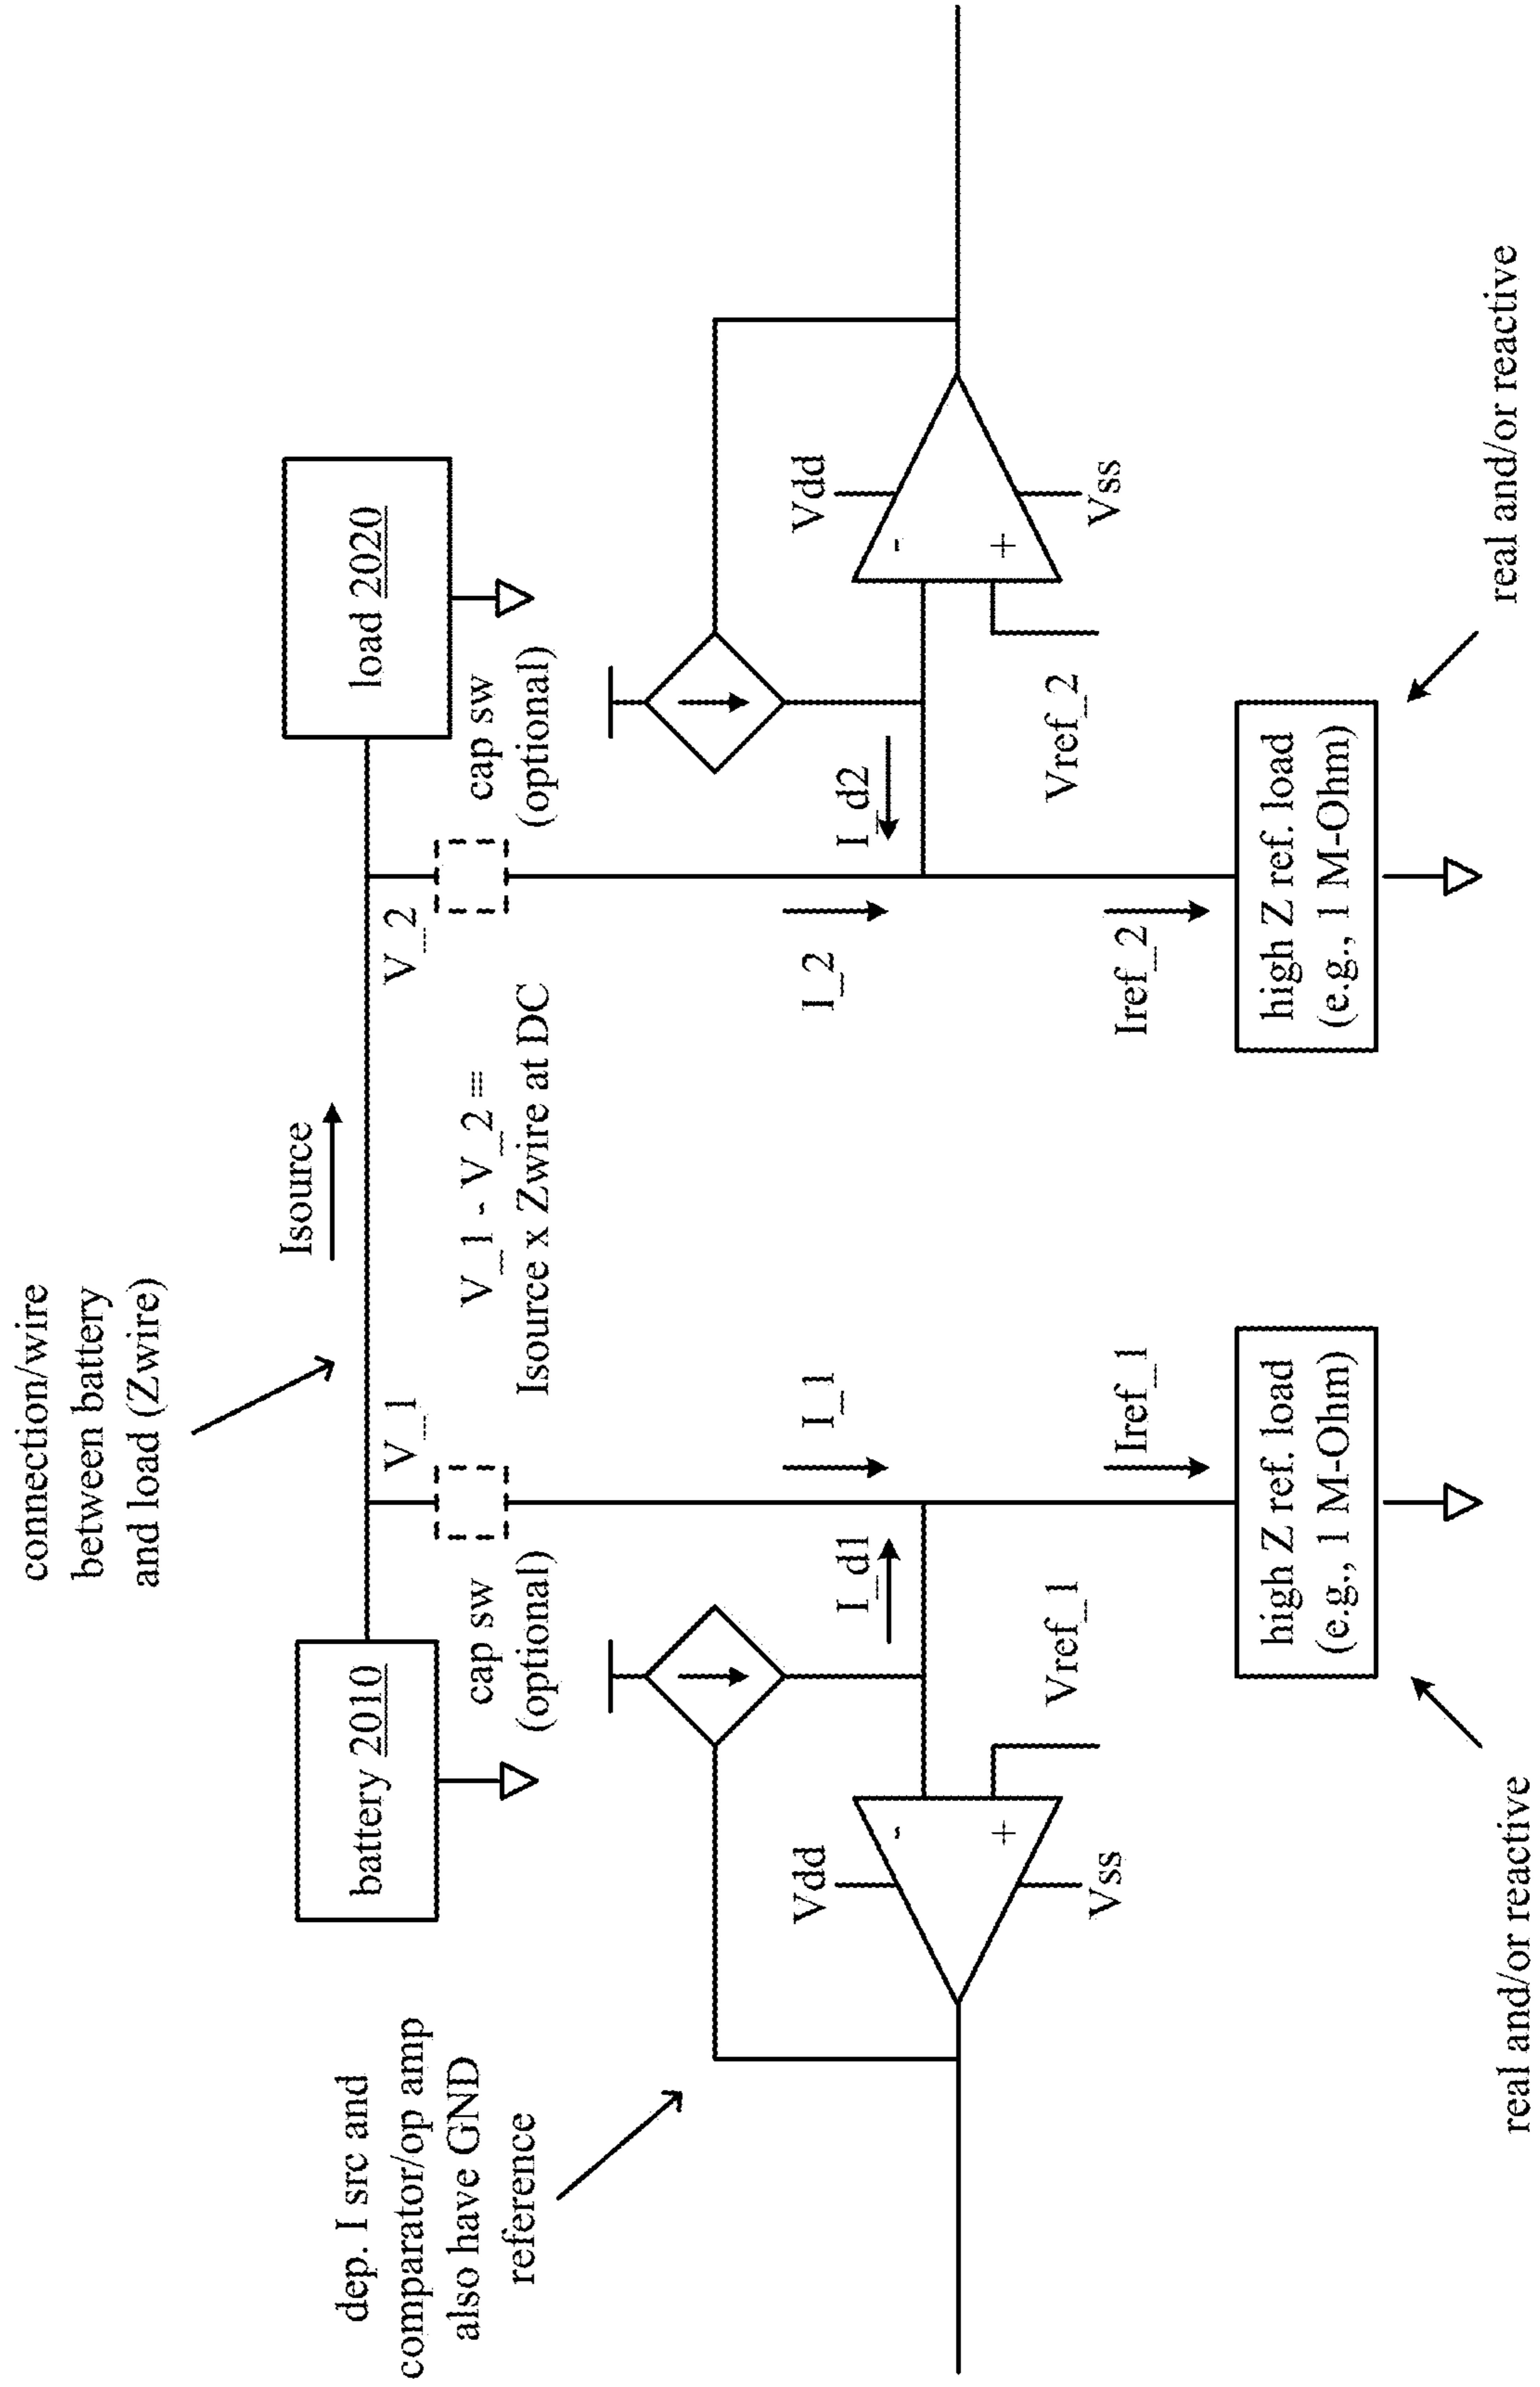 connection/wire
between battery
and load (Zwire)
Isource
battery 2010
load 2020
V_1
V_2
cap sw
(optional)
cap sw
(optional)
V_1 - V_2 =
Isource x Zwire at DC
dep. I src and
comparator/op amp
also have GND
reference
Vdd
-
+
Vss
I_d1
I_1
Vref_1
Iref_1
I_2
I_d2
Vref_2
Iref_2
Vdd
-
+
Vss
high Z ref. load
(e.g., 1 M-Ohm)
high Z ref. load
(e.g., 1 M-Ohm)
real and/or reactive
real and/or reactive